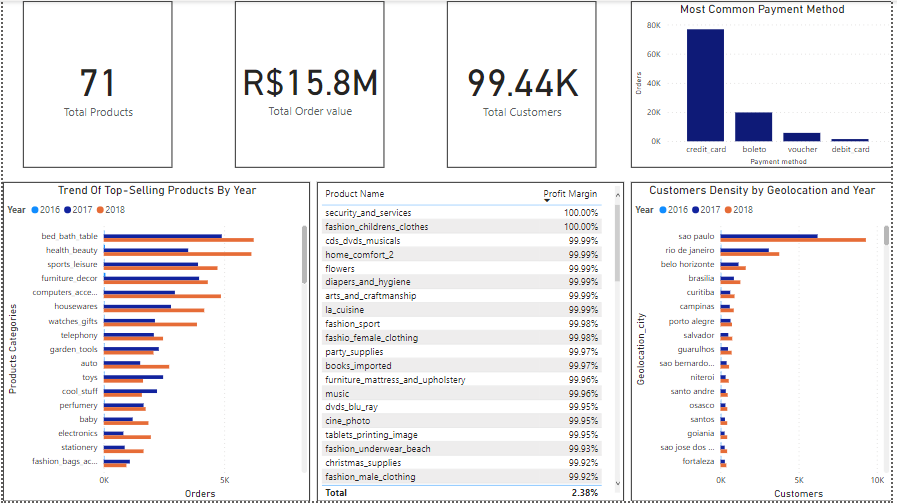 71
Total Products
R$15.8M
Total Order value
99.44K
Total Customers
Most Common Payment Method
Orders
80K
60K
40K
20K
0K
credit_card boleto voucher debit_card
Payment method
Trend Of Top-Selling Products By Year
Year 2016 2017 2018
Products Categories
bed_bath_table
health_beauty
sports_leisure
furniture_decor
computers_acce...
housewares
watches_gifts
telephony
garden_tools
auto
toys
cool_stuff
perfumery
baby
electronics
stationery
fashion_bags_ac...
0K 5K
Orders
Product Name Profit Margin
security_and_services 100.00%
fashion_childrens_clothes 100.00%
cds_dvds_musicals 99.99%
home_comfort_2 99.99%
flowers 99.99%
diapers_and_hygiene 99.99%
arts_and_craftmanship 99.99%
la_cuisine 99.99%
fashion_sport 99.98%
fashio_female_clothing 99.98%
party_supplies 99.97%
books_imported 99.97%
furniture_mattress_and_upholstery 99.96%
music 99.96%
dvds_blu_ray 99.95%
cine_photo 99.95%
tablets_printing_image 99.95%
fashion_underwear_beach 99.93%
christmas_supplies 99.92%
fashion_male_clothing 99.92%
Total 2.38%
Customers Density by Geolocation and Year
Year 2016 2017 2018
Geolocation_city
sao paulo
rio de janeiro
belo horizonte
brasilia
curitiba
campinas
porto alegre
salvador
guarulhos
sao bernardo...
niteroi
santo andre
osasco
santos
goiania
sao jose dos ...
fortaleza
0K 5K 10K
Customers